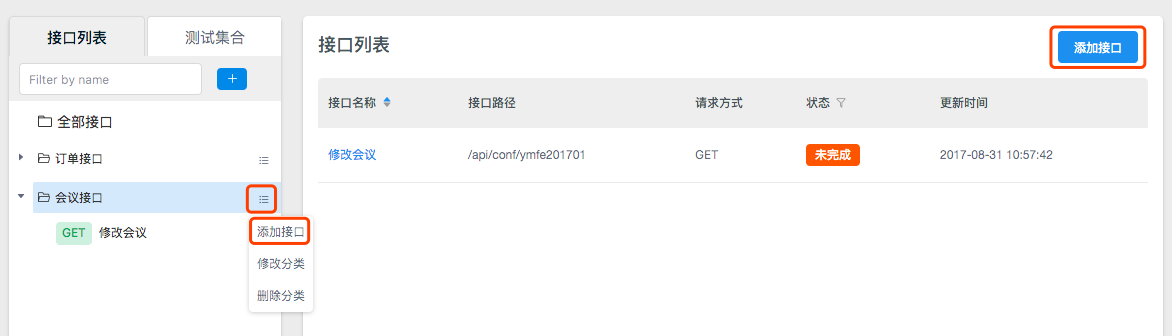 接口列表
测试集合
Filter by name
+
全部接口
订单接口
会议接口
GET 修改会议
添加接口
修改分类
删除分类
接口列表
添加接口
接口名称 接口路径 请求方式 状态 更新时间
修改会议 /api/conf/ymfe201701 GET 未完成 2017-08-31 10:57:42